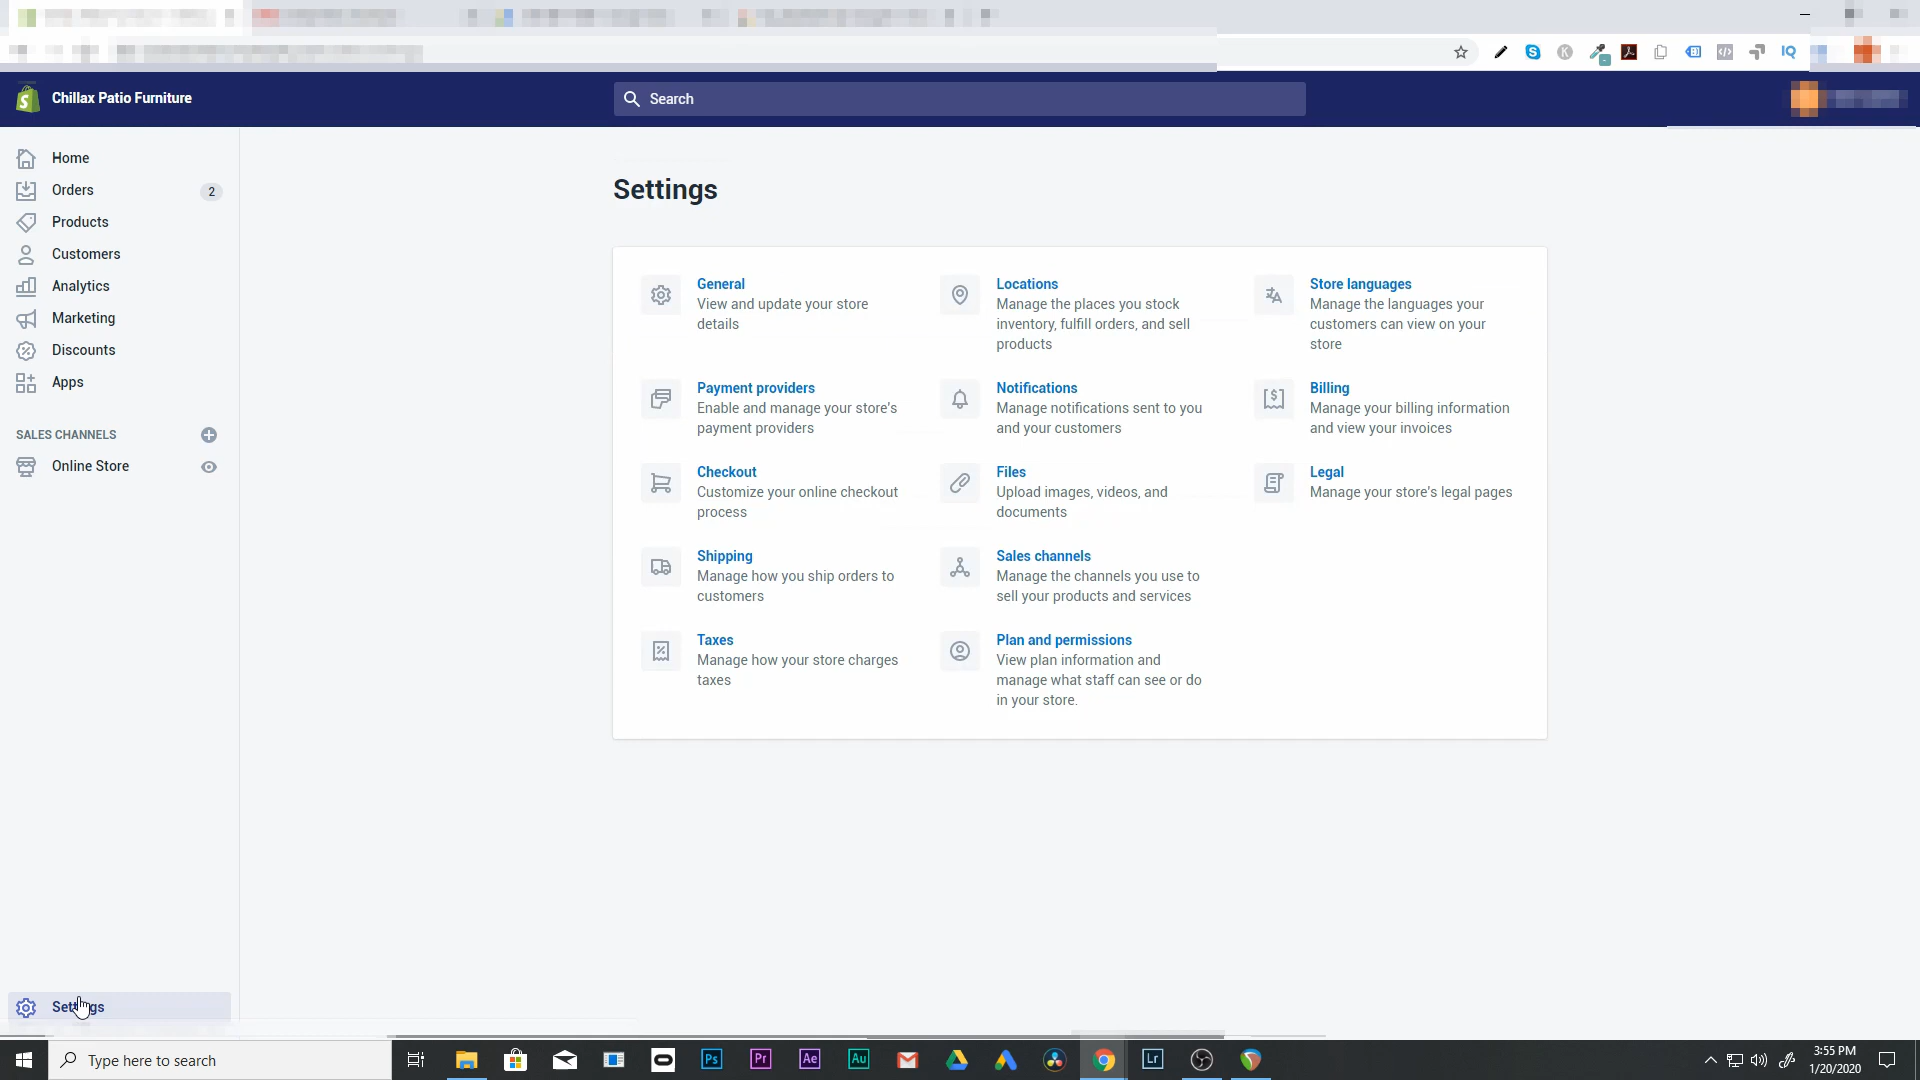 Chillax Patio Furniture
Search
Home
Orders
2
Products
Customers
Analytics
Marketing
Discounts
Apps
SALES CHANNELS
Online Store
Settings
Settings
General
View and update your store
details
Locations
Manage the places you stock
inventory, fulfill orders, and sell
products
Store languages
Manage the languages your
customers can view on your
store
Payment providers
Enable and manage your store's
payment providers
Notifications
Manage notifications sent to you
and your customers
Billing
Manage your billing information
and view your invoices
Checkout
Customize your online checkout
process
Files
Upload images, videos, and
documents
Legal
Manage your store's legal pages
Shipping
Manage how you ship orders to
customers
Sales channels
Manage the channels you use to
sell your products and services
Taxes
Manage how your store charges
taxes
Plan and permissions
View plan information and
manage what staff can see or do
in your store.
IQ
Type here to search
Ps
Pr
Ae
Au
Lr
3:55 PM
1/20/2020